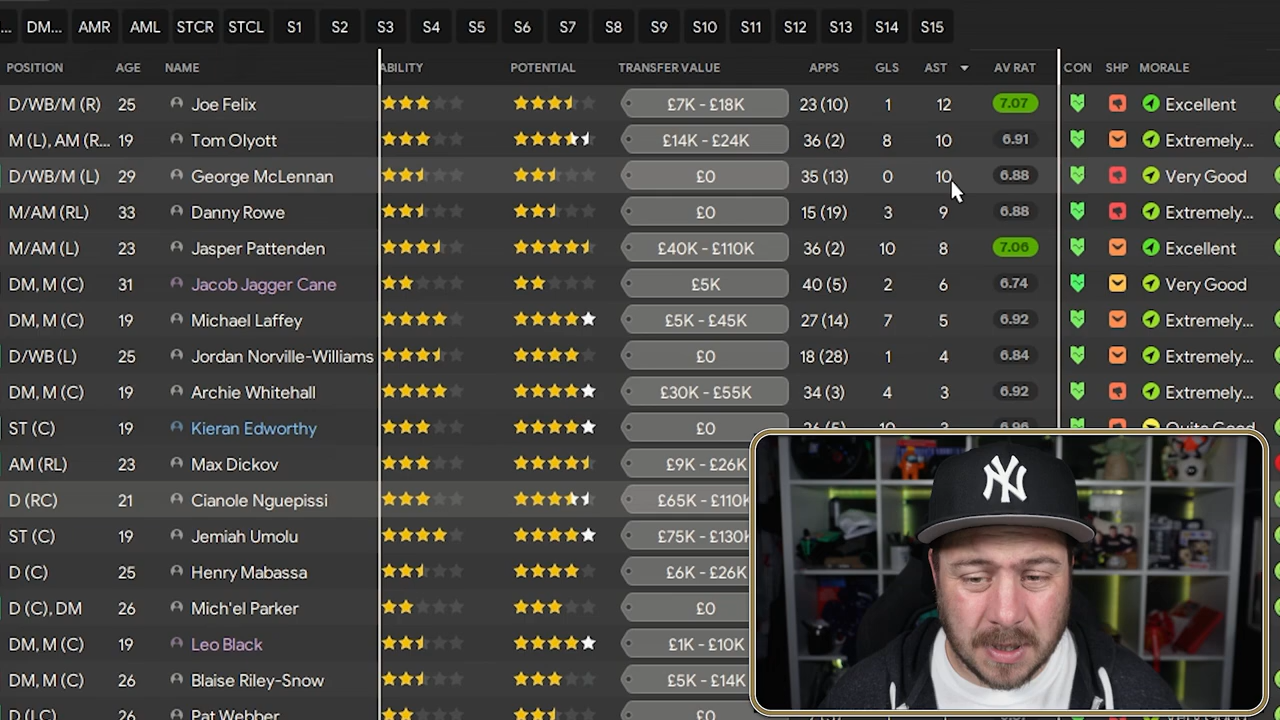 ... DM... AMR AML STCR STCL S1 S2 S3 S4 S5 S6 S7 S8 S9 S10 S11 S12 S13 S14 S15
POSITION AGE NAME ABILITY POTENTIAL TRANSFER VALUE APPS GLS AST AV RAT CON SHP MORALE
D/WB/M (R) 25 Joe Felix £7K - £18K 23 (10) 1 12 7.07 Excellent
M (L), AM (R... 19 Tom Olyott £14K - £24K 36 (2) 8 10 6.91 Extremely...
D/WB/M (L) 29 George McLennan £0 35 (13) 0 10 6.88 Very Good
M/AM (RL) 33 Danny Rowe £0 15 (19) 3 9 6.88 Extremely...
M/AM (L) 23 Jasper Pattenden £40K - £110K 36 (2) 10 8 7.06 Excellent
DM, M (C) 31 Jacob Jagger Cane £5K 40 (5) 2 6 6.74 Very Good
DM, M (C) 19 Michael Laffey £5K - £45K 27 (14) 7 5 6.92 Extremely...
D/WB (L) 25 Jordan Norville-Williams £0 18 (28) 1 4 6.84 Extremely...
DM, M (C) 19 Archie Whitehall £30K - £55K 34 (3) 4 3 6.92 Extremely...
ST (C) 19 Kieran Edworthy £0 26 (5) 10 3 6.96 Quite Good
AM (RL) 23 Max Dickov £9K - £26K
D (RC) 21 Cianole Nguepissi £65K - £110K
ST (C) 19 Jemiah Umolu £75K - £130K
D (C) 25 Henry Mabassa £6K - £26K
D (C), DM 26 Mich'el Parker £0
DM, M (C) 19 Leo Black £1K - £10K
DM, M (C) 26 Blaise Riley-Snow £5K - £14K
D (LC) 26 Pat Webber £0
NY